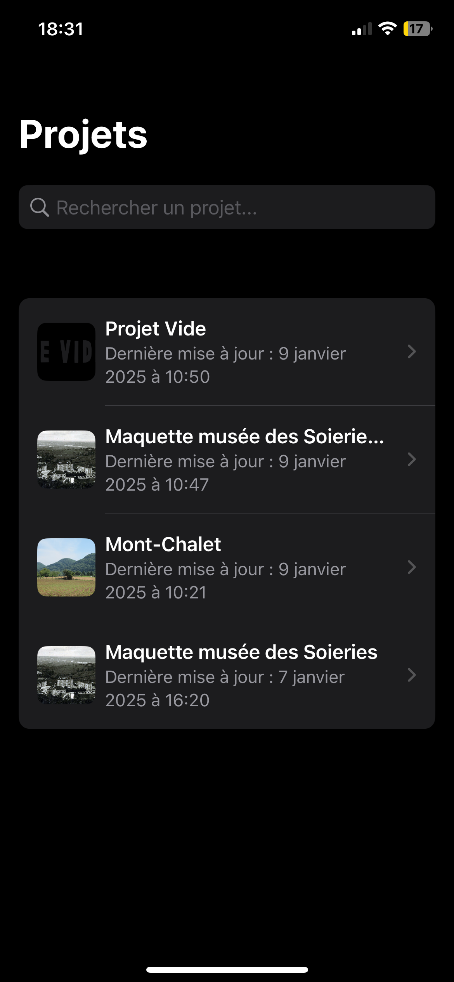 18:31
17
Projets
Rechercher un projet...
Projet Vide
Dernière mise à jour : 9 janvier
2025 à 10:50
E VID
Maquette musée des Soierie...
Dernière mise à jour : 9 janvier
2025 à 10:47
Mont-Chalet
Dernière mise à jour : 9 janvier
2025 à 10:21
Maquette musée des Soieries
Dernière mise à jour : 7 janvier
2025 à 16:20